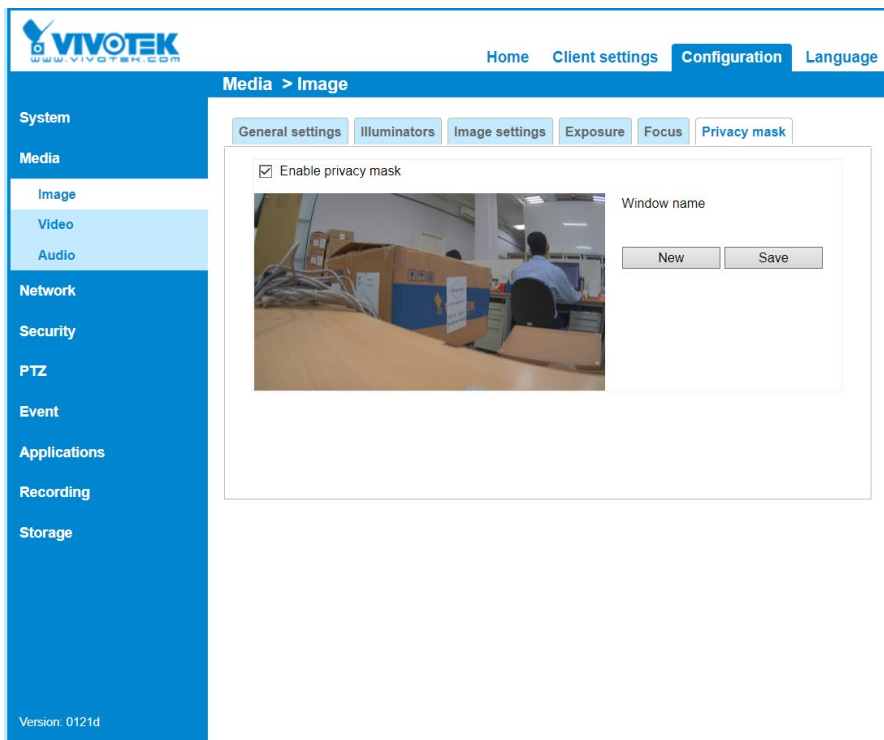 VIVOTEK
www.vivotek.com
Home Client settings Configuration Language
Media > Image
System
Media
Image
Video
Audio
Network
Security
PTZ
Event
Applications
Recording
Storage
Version: 0121d
General settings Illuminators Image settings Exposure Focus Privacy mask
Enable privacy mask
Window name
New Save